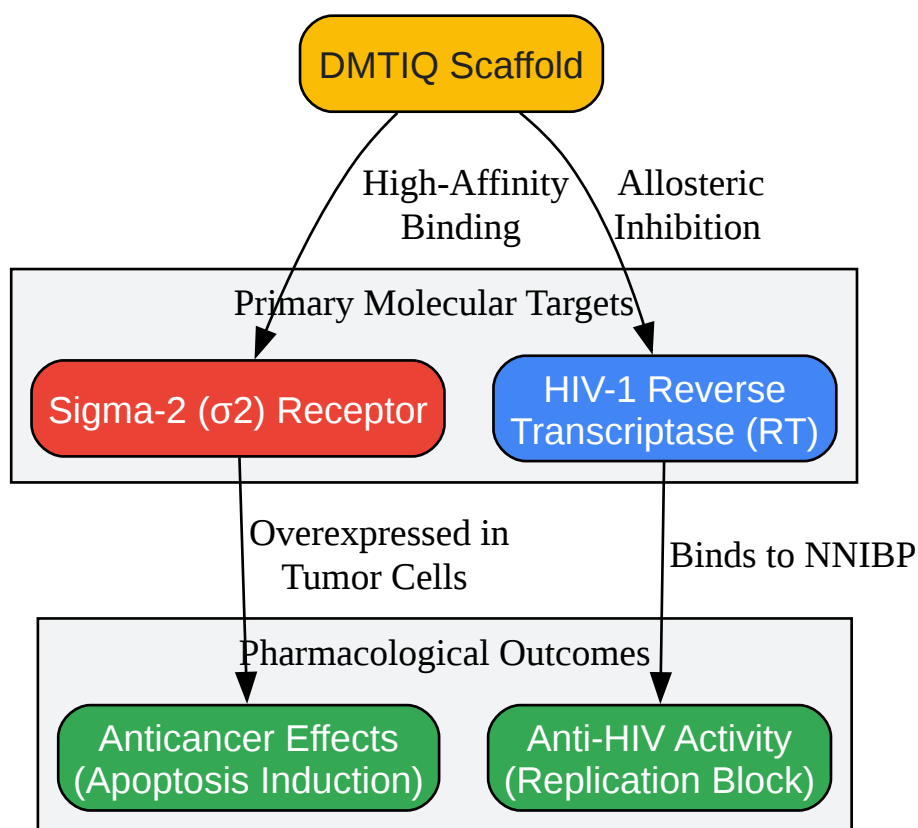 DMTIQ Scaffold
High-Affinity
Binding
Allosteric
Inhibition
Primary Molecular Targets
Sigma-2 (σ2) Receptor
HIV-1 Reverse
Transcriptase (RT)
Overexpressed in
Tumor Cells
Binds to NNIBP
Pharmacological Outcomes
Anticancer Effects
(Apoptosis Induction)
Anti-HIV Activity
(Replication Block)